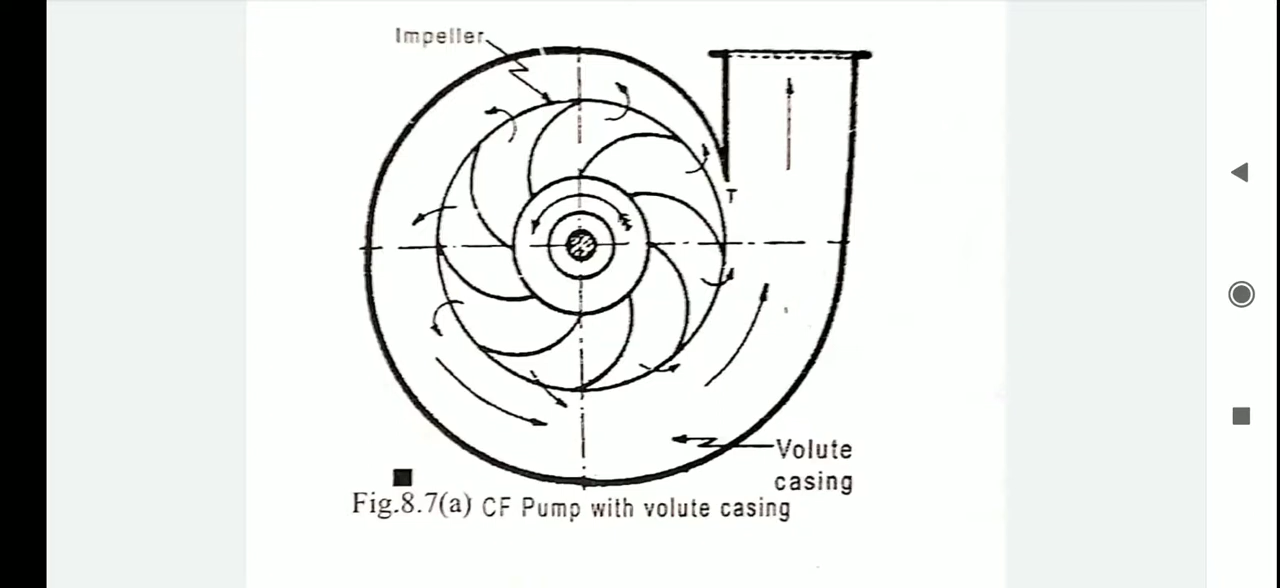 Impeller
T
Volute
casing
Fig.8.7(a) CF Pump with volute casing